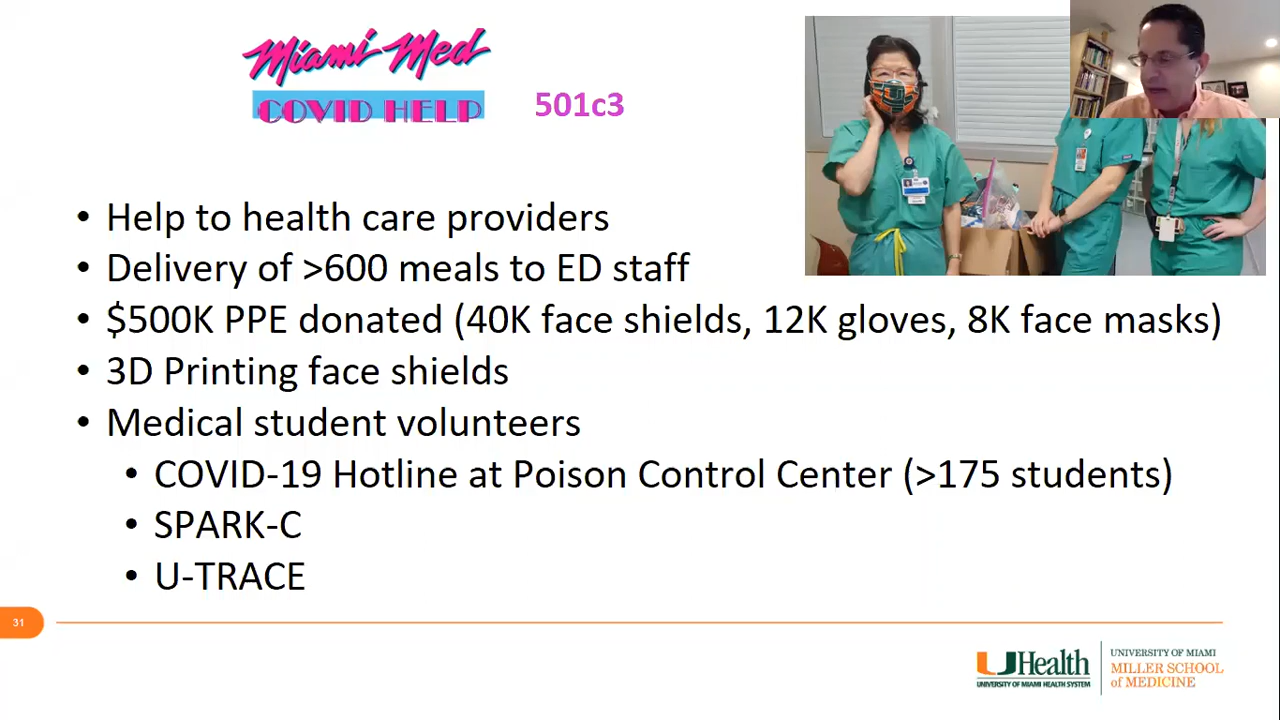 Miami Med
COVID HELP
501c3
• Help to health care providers
• Delivery of >600 meals to ED staff
• $500K PPE donated (40K face shields, 12K gloves, 8K face masks)
• 3D Printing face shields
• Medical student volunteers
• COVID-19 Hotline at Poison Control Center (>175 students)
• SPARK-C
• U-TRACE
31
UHealth
UNIVERSITY OF MIAMI HEALTH SYSTEM
UNIVERSITY OF MIAMI
MILLER SCHOOL
of MEDICINE